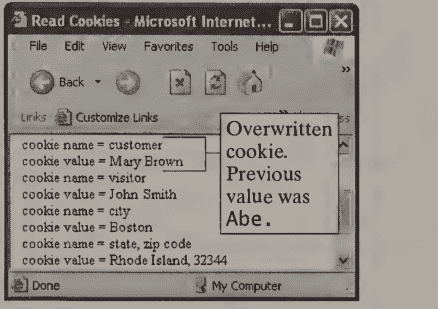 Read Cookies - Microsoft Internet...
File Edit View Favorites Tools Help
Back
Links Customize Links
cookie name = customer
cookie value = Mary Brown
cookie name = visitor
cookie value = John Smith
cookie name = city
cookie value = Boston
cookie name = state, zip code
cookie value = Rhode Island, 32344
Overwritten
cookie.
Previous
value was
Abe.
Done My Computer